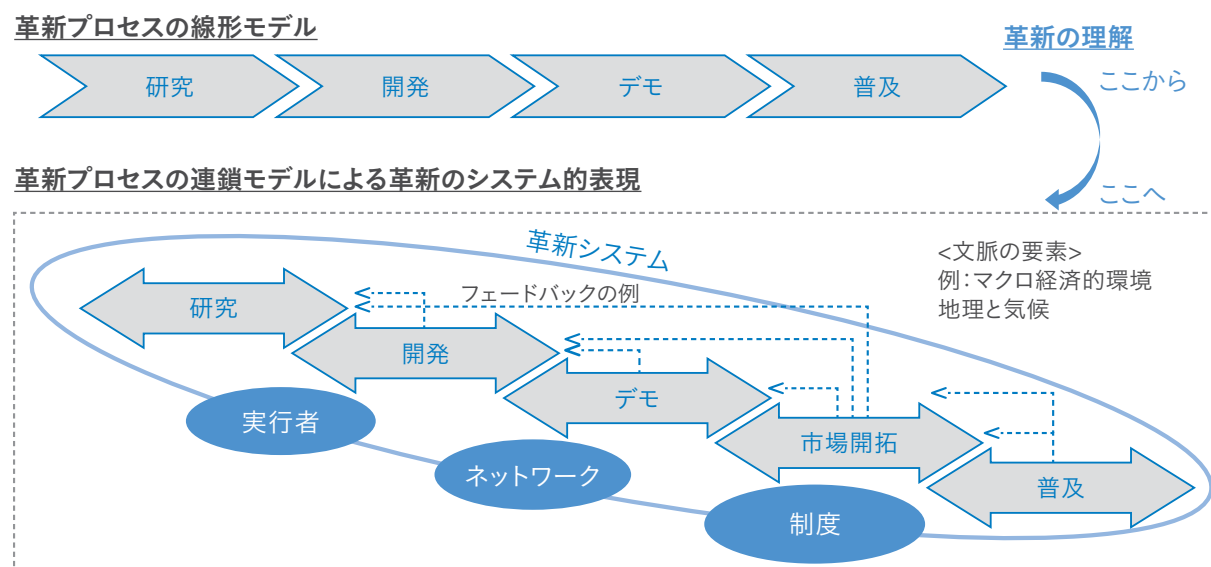 革新プロセスの線形モデル
革新の理解
研究
開発
デモ
普及
ここから
革新プロセスの連鎖モデルによる革新のシステム的表現
ここへ
革新システム
<文脈の要素>
例：マクロ経済的環境
地理と気候
フェードバックの例
研究
開発
デモ
市場開拓
普及
実行者
ネットワーク
制度